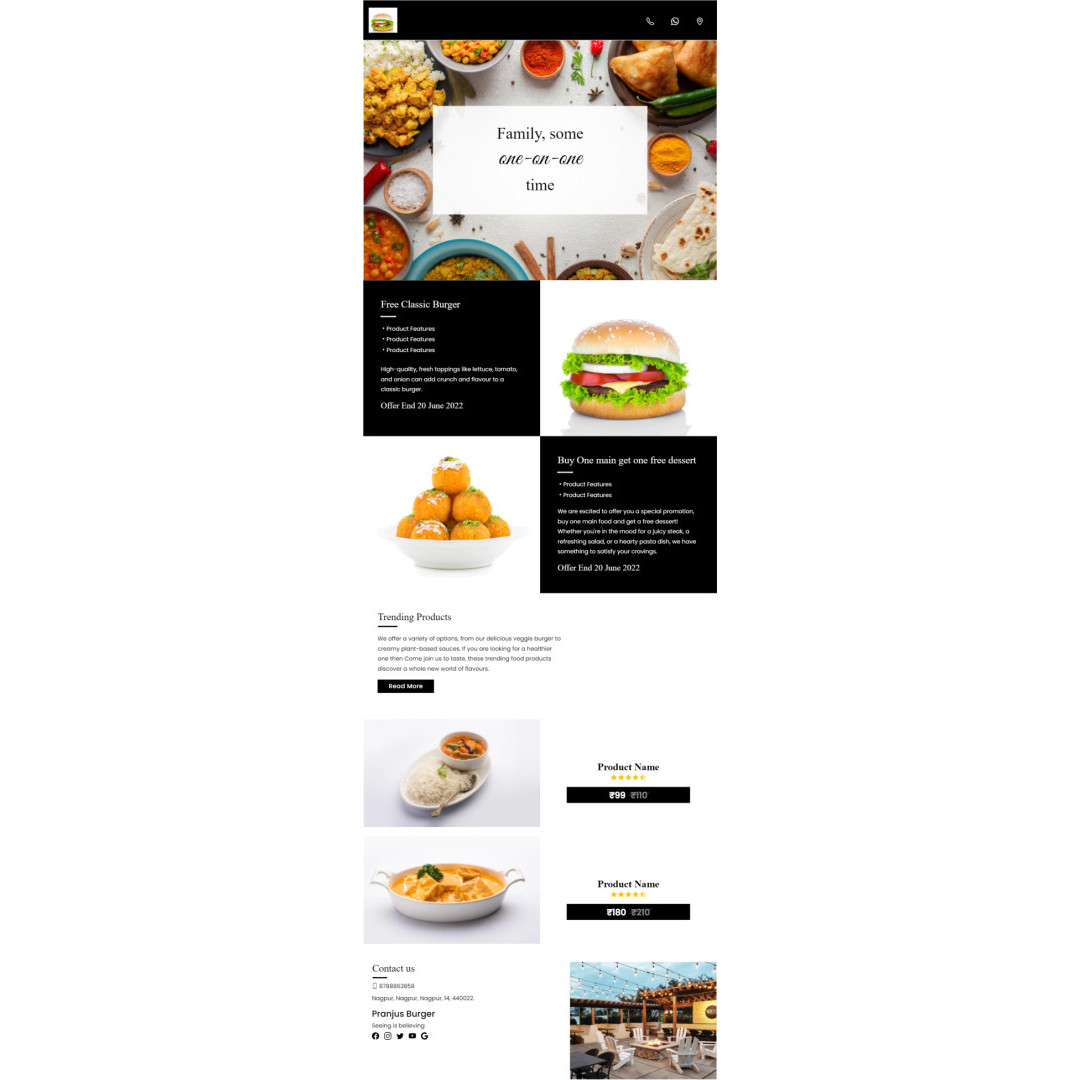 Family, some
one-on-one
time
Free Classic Burger
• Product Features
• Product Features
• Product Features
High-quality, fresh toppings like lettuce, tomato,
and onion can add crunch and flavour to a
classic burger.
Offer End 20 June 2022
Buy One main get one free dessert
• Product Features
• Product Features
We are excited to offer you a special promotion,
buy one main food and get a free dessert!
Whether you're in the mood for a juicy steak, a
refreshing salad, or a hearty pasta dish, we have
something to satisfy your cravings.
Offer End 20 June 2022
Trending Products
We offer a variety of options, from our delicious veggie burger to
creamy plant-based sauces. If you are looking for a healthier
one then Come join us to taste, these trending food products
discover a whole new world of flavours.
Read More
Product Name
₹99 ₹110
Product Name
₹180 ₹210
Contact us
8788863858
Nagpur, Nagpur, Nagpur, 14, 440022.
Pranjus Burger
Seeing is believing